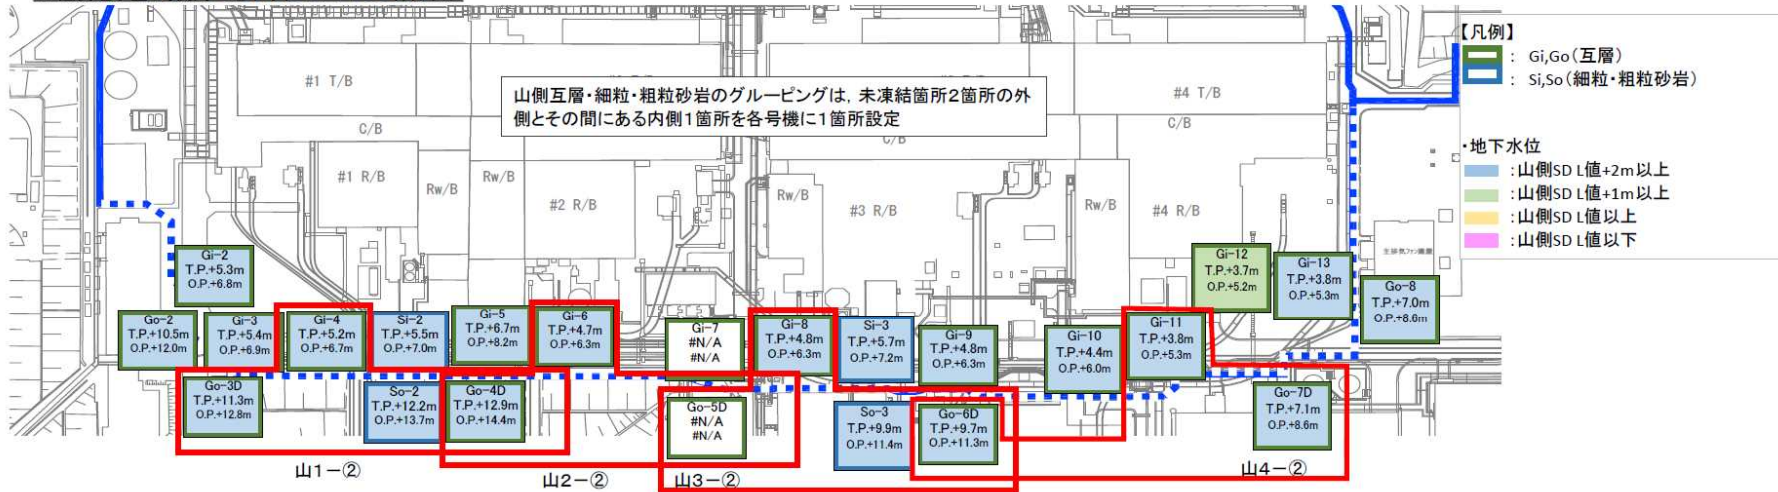 #1 T/B
#4 T/B
山側互層・細粒・粗粒砂岩のグルーピングは，未凍結箇所2箇所の外
側とその間にある内側1箇所を各号機に1箇所設定
C/B
C/B
C/B
#1 R/B
Rw/B
Rw/B
#2 R/B
Rw/B
#3 R/B
Rw/B
#4 R/B
【凡例】
： Gi,Go（互層）
： Si,So（細粒・粗粒砂岩）
・地下水位
：山側SD L値+2m以上
：山側SD L値+1m以上
：山側SD L値以上
：山側SD L値以下
Gi-2
T.P.+5.3m
O.P.+6.8m
Gi-12
T.P.+3.7m
O.P.+5.2m
Gi-13
T.P.+3.8m
O.P.+5.3m
Go-8
T.P.+7.0m
O.P.+8.6m
Go-2
T.P.+10.5m
O.P.+12.0m
Gi-3
T.P.+5.4m
O.P.+6.9m
Gi-4
T.P.+5.2m
O.P.+6.7m
Si-2
T.P.+5.5m
O.P.+7.0m
Gi-5
T.P.+6.7m
O.P.+8.2m
Gi-6
T.P.+4.7m
O.P.+6.3m
Gi-7
#N/A
#N/A
Gi-8
T.P.+4.8m
O.P.+6.3m
Si-3
T.P.+5.7m
O.P.+7.2m
Gi-9
T.P.+4.8m
O.P.+6.3m
Gi-10
T.P.+4.4m
O.P.+6.0m
Gi-11
T.P.+3.8m
O.P.+5.3m
Go-3D
T.P.+11.3m
O.P.+12.8m
So-2
T.P.+12.2m
O.P.+13.7m
Go-4D
T.P.+12.9m
O.P.+14.4m
Go-5D
#N/A
#N/A
So-3
T.P.+9.9m
O.P.+11.4m
Go-6D
T.P.+9.7m
O.P.+11.3m
Go-7D
T.P.+7.1m
O.P.+8.6m
山1－②
山2－②
山3－②
山4－②